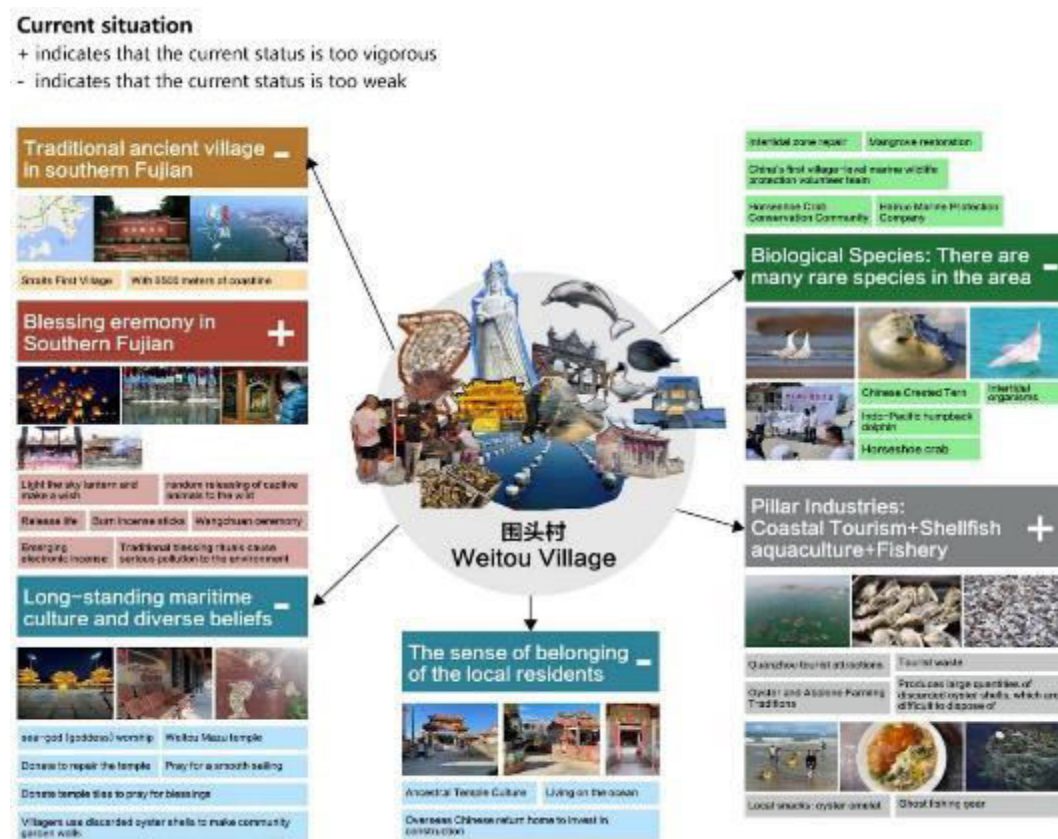 Current situation
+ indicates that the current status is too vigorous
- indicates that the current status is too weak
Traditional ancient village
in southern Fujian
-
Straits First Village
With 8500 meters of coastline
Blessing eremony in
Southern Fujian
+
Light the sky lantern and
make a wish
random releasing of captive
animals to the wild
Release life
Burn incense sticks
Wangchuan ceremony
Emerging
electronic incense
Traditional blessing rituals cause
serious pollution to the environment
Long-standing maritime
culture and diverse beliefs
-
sea-god (goddess) worship
Weitou Mazu temple
Donate to repair the temple
Pray for a smooth sailing
Donate temple tiles to pray for blessings
Villagers use discarded oyster shells to make community
garden walls
围头村
Weitou Village
The sense of belonging
of the local residents
-
Ancestral Temple Culture
Living on the ocean
Overseas Chinese return home to invest in
construction
Intertidal zone repair
Mangrove restoration
China's first village-level marine wildlife
protection volunteer team
Horseshoe Crab
Conservation Community
Marine Protection
Company
Biological Species: There are
many rare species in the area
-
Chinese Crested Tern
Intertidal
organisms
Indo-Pacific humpback
dolphin
Horseshoe crab
Pillar Industries:
Coastal Tourism+Shellfish
aquaculture+Fishery
+
Quanzhou tourist attractions
Tourist waste
Oyster and Abalone Farming
Traditions
Produces large quantities of
discarded oyster shells, which are
difficult to dispose of
Local snacks: oyster omelet
Ghost fishing gear